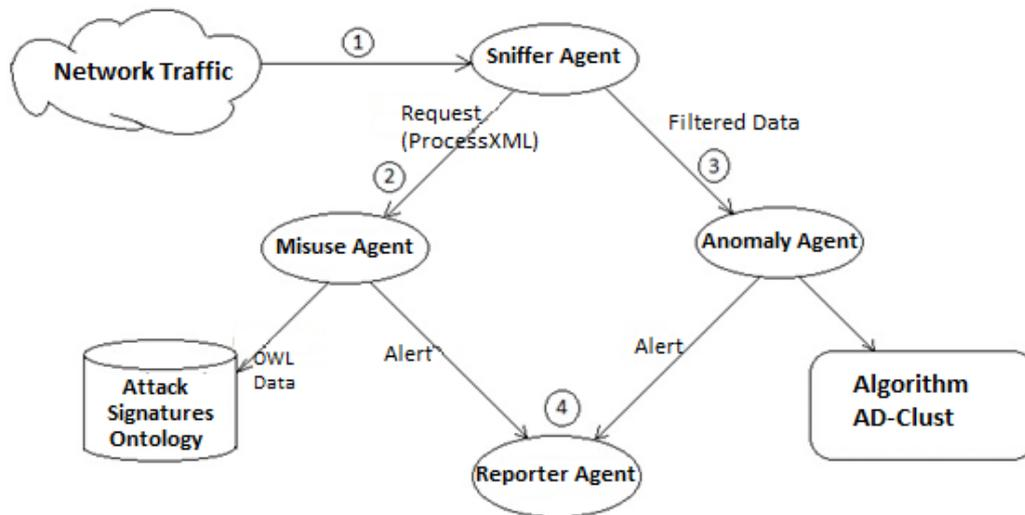 1
Network Traffic
Sniffer Agent
Request
(ProcessXML)
Filtered Data
2
3
Misuse Agent
Anomaly Agent
OWL
Data
Alert
Alert
Attack
Signatures
Ontology
Algorithm
AD-Clust
4
Reporter Agent